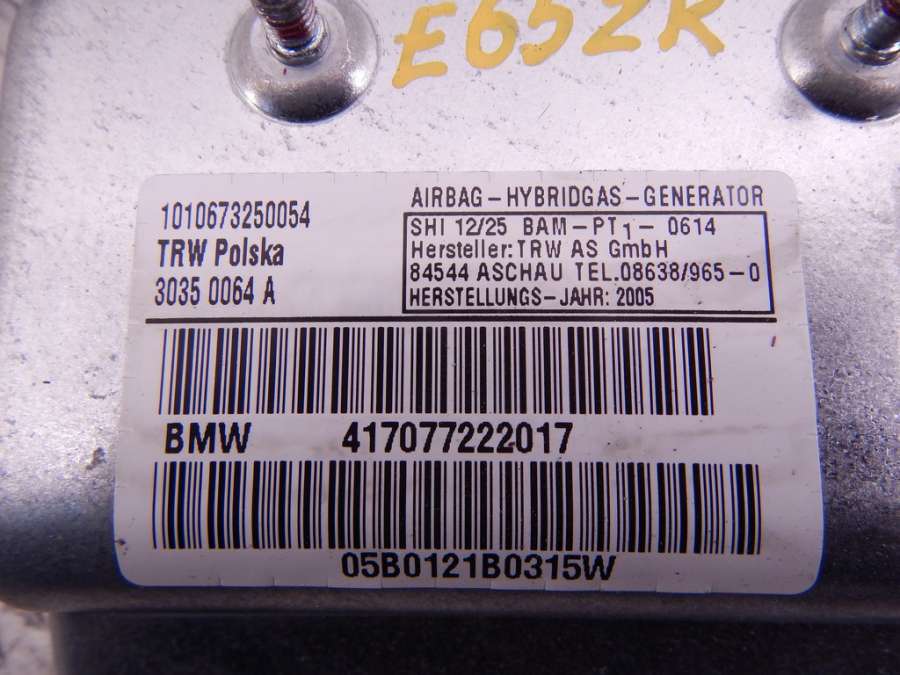 E65ZR
1010673250054
TRW Polska
3035 0064 A
AIRBAG-HYBRIDGAS-GENERATOR
SHI 12/25 BAM-PT1-0614
Hersteller: TRW AS GmbH
84544 ASCHAU TEL.08638/965-0
HERSTELLUNGS-JAHR: 2005
BMW 417077222017
05B0121B0315W